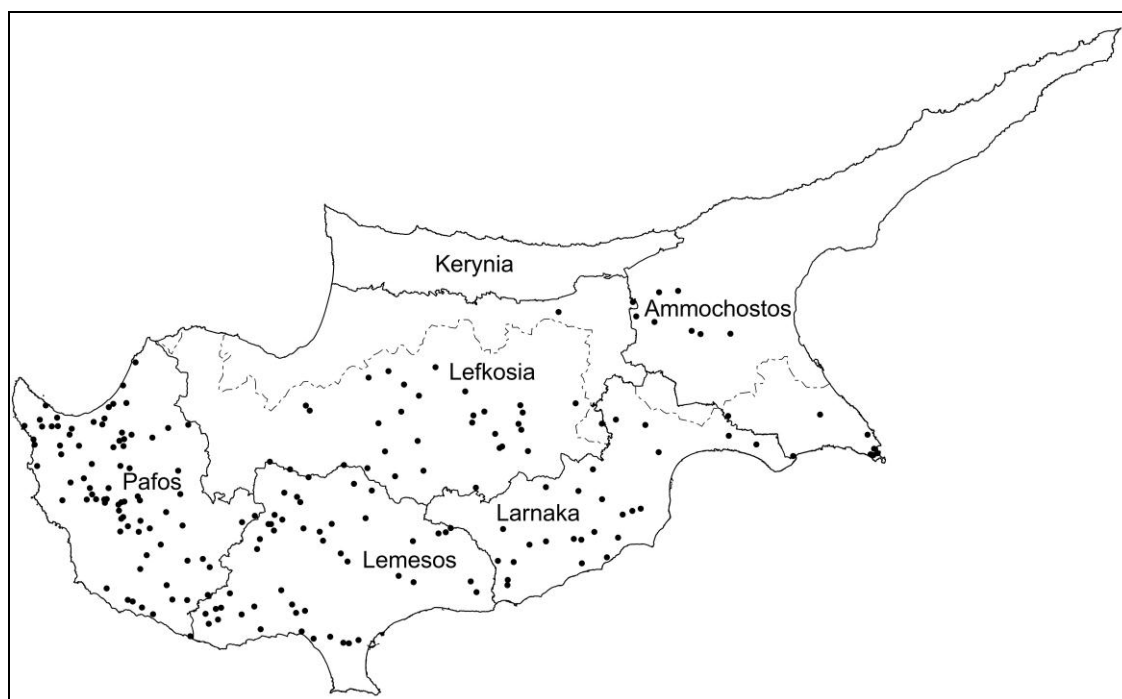 Kerynia
Ammochostos
Lefkosia
Pafos
Larnaka
Lemesos